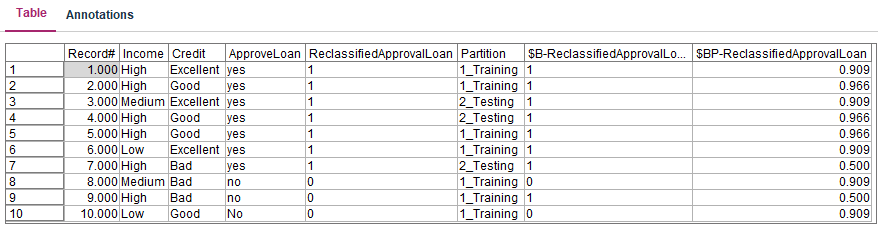 Table Annotations
Record# Income Credit ApproveLoan ReclassifiedApprovalLoan Partition $B-ReclassifiedApprovalLo... $BP-ReclassifiedApprovalLoan
1 1.000 High Excellent yes 1 1_Training 1 0.909
2 2.000 High Good yes 1 1_Training 1 0.966
3 3.000 Medium Excellent yes 1 2_Testing 1 0.909
4 4.000 High Good yes 1 2_Testing 1 0.966
5 5.000 High Good yes 1 1_Training 1 0.966
6 6.000 Low Excellent yes 1 1_Training 1 0.909
7 7.000 High Bad yes 1 2_Testing 1 0.500
8 8.000 Medium Bad no 0 1_Training 0 0.909
9 9.000 High Bad no 0 1_Training 1 0.500
10 10.000 Low Good No 0 1_Training 0 0.909